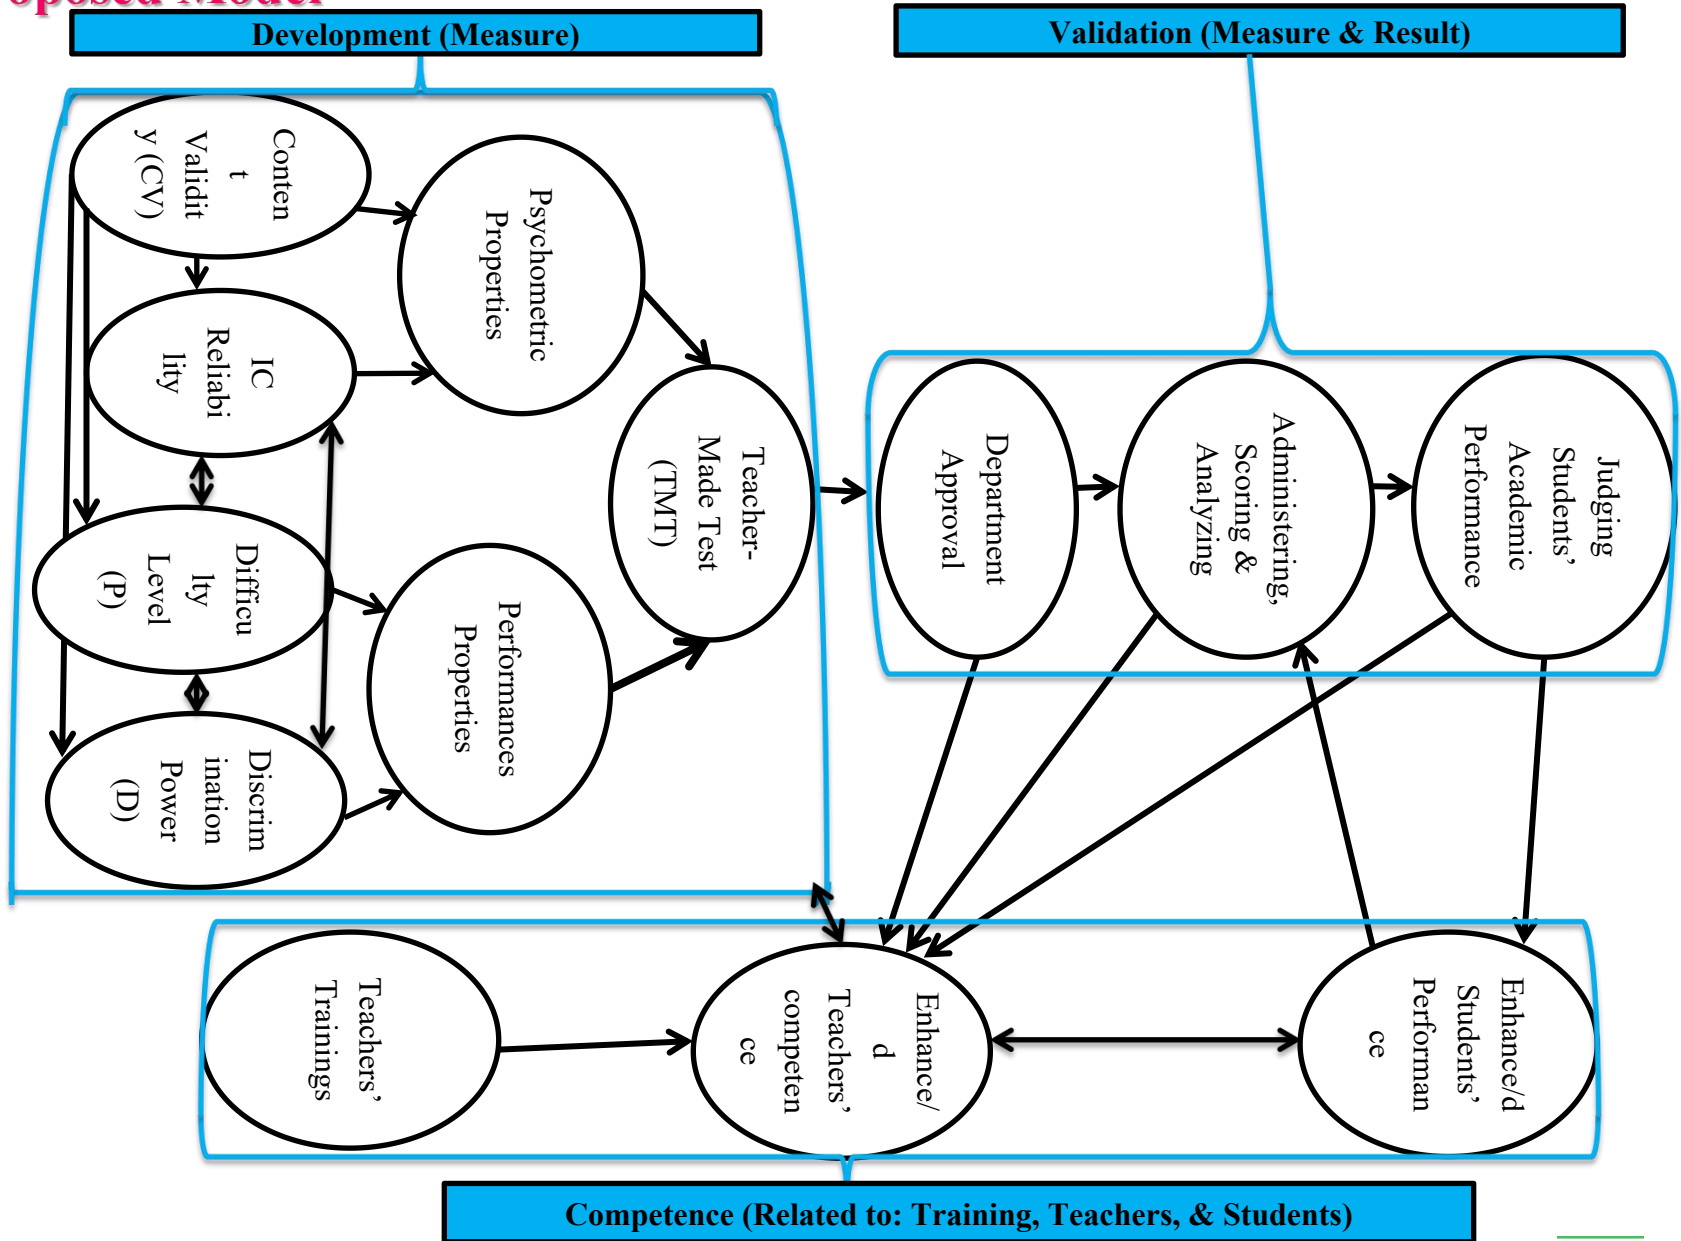 oposed Model
Development (Measure)
Validation (Measure & Result)
Conten
t
Validit
y (CV)
Psychometric
Properties
IC
Reliabi
lity
Teacher-
Made Test
(TMT)
Department
Approval
Administering,
Scoring &
Analyzing
Judging
Students’
Academic
Performance
Difficu
lty
Level
(P)
Performances
Properties
Discrim
ination
Power
(D)
Teachers’
Trainings
Enhance/
d
Teachers’
competen
ce
Enhance/d
Students’
Performan
ce
Competence (Related to: Training, Teachers, & Students)